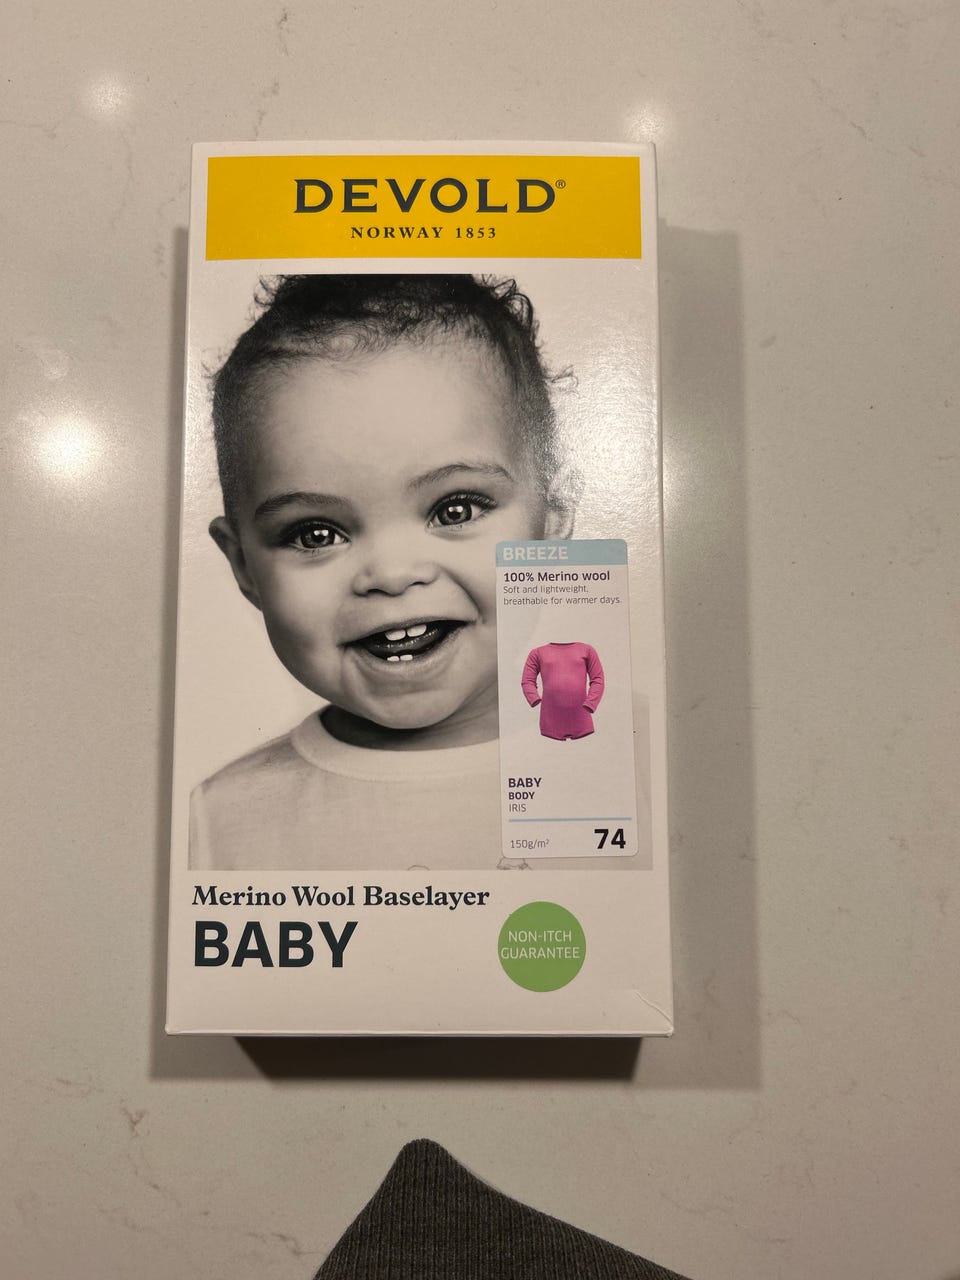 DEVOLD®
NORWAY 1853
BREEZE
100% Merino wool
Soft and lightweight,
breathable for warmer days.
BABY
BODY
IRIS
150g/m²
74
Merino Wool Baselayer
BABY
NON-ITCH
GUARANTEE